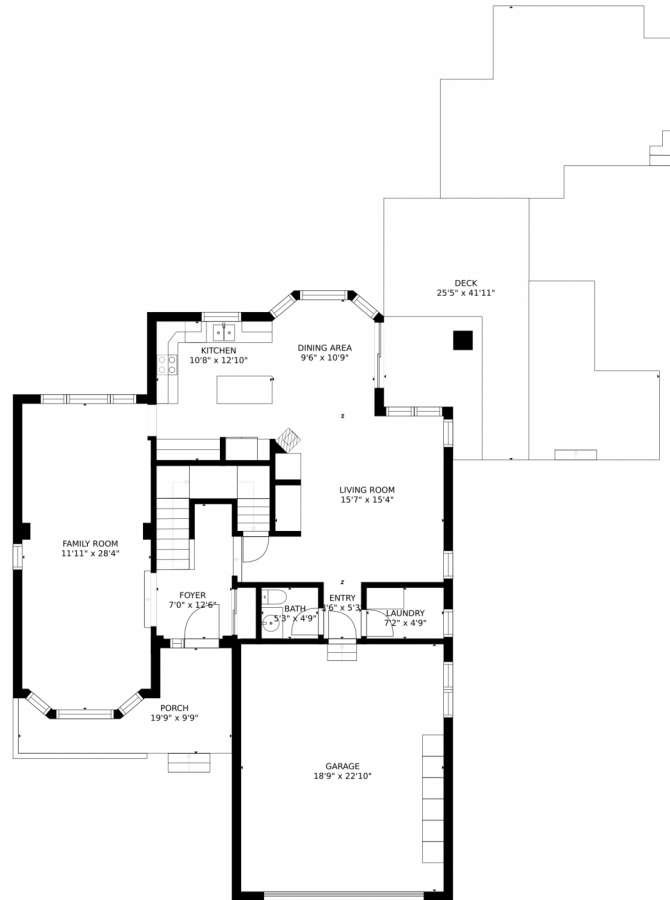 DECK
25'5" x 41'11"
KITCHEN
10'8" x 12'10"
DINING AREA
9'6" x 10'9"
LIVING ROOM
15'7" x 15'4"
FAMILY ROOM
11'11" x 28'4"
FOYER
7'0" x 12'6"
BATH
5'3" x 4'9"
ENTRY
LAUNDRY
7'2" x 4'9"
PORCH
19'9" x 9'9"
GARAGE
18'9" x 22'10"